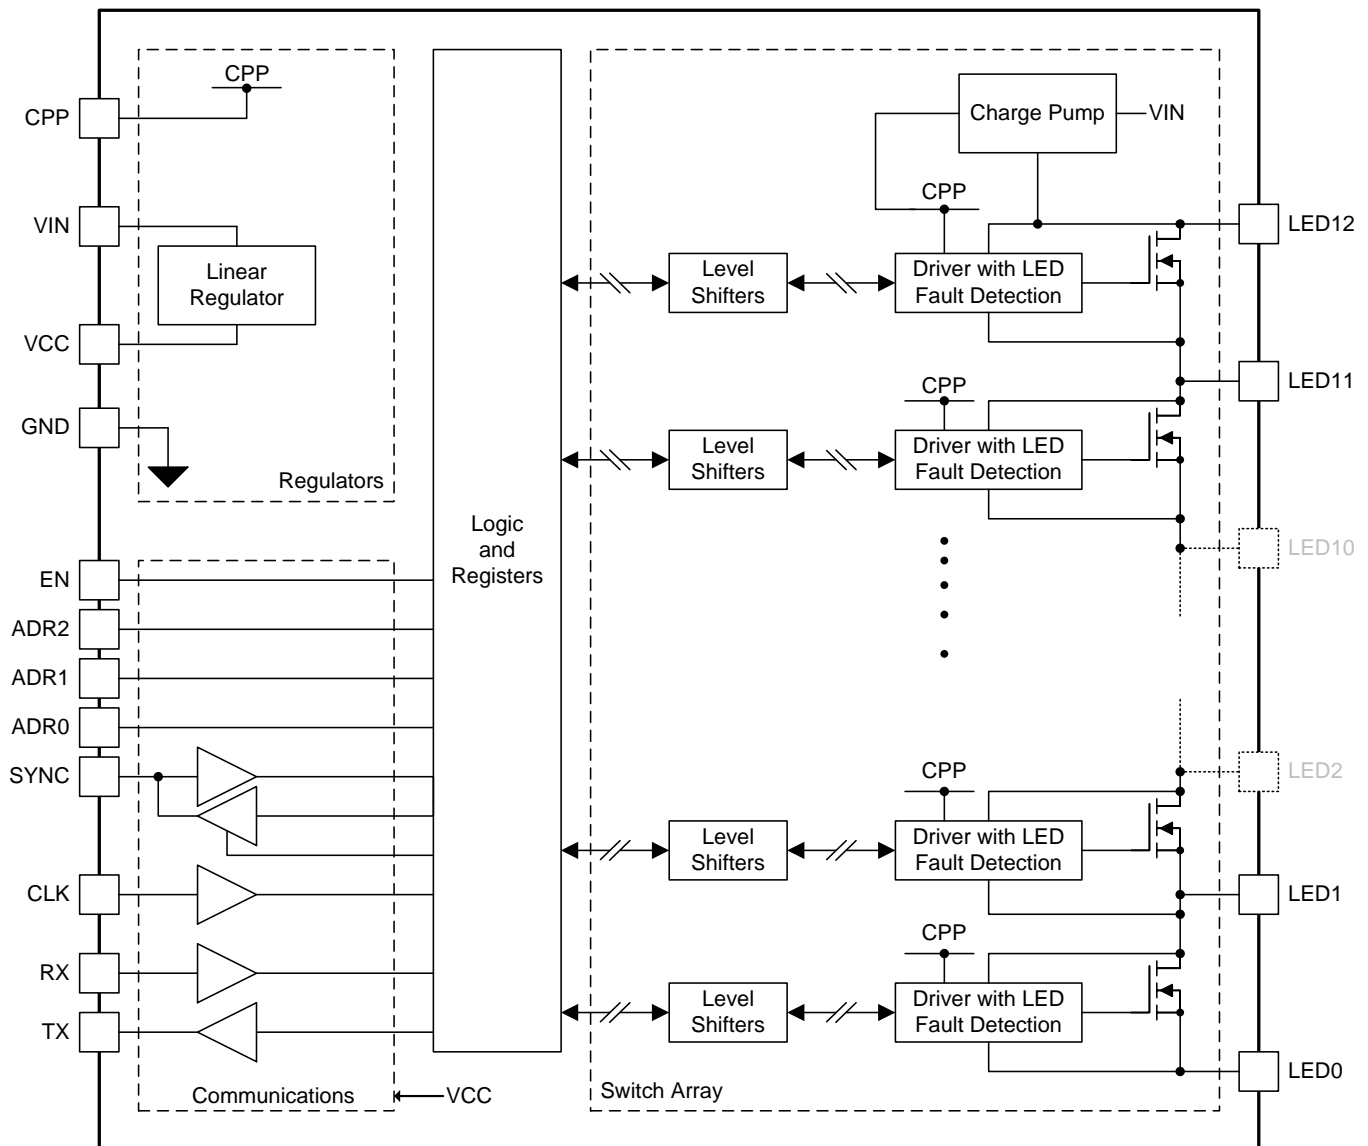 CPP
VIN
VCC
GND
CPP
Linear
Regulator
Regulators
EN
ADR2
ADR1
ADR0
SYNC
CLK
RX
TX
Communications
VCC
Logic
and
Registers
Charge Pump
VIN
CPP
Level
Shifters
Driver with LED
Fault Detection
LED12
LED11
CPP
Level
Shifters
Driver with LED
Fault Detection
LED10
LED2
CPP
Level
Shifters
Driver with LED
Fault Detection
LED1
CPP
Level
Shifters
Driver with LED
Fault Detection
LED0
Switch Array